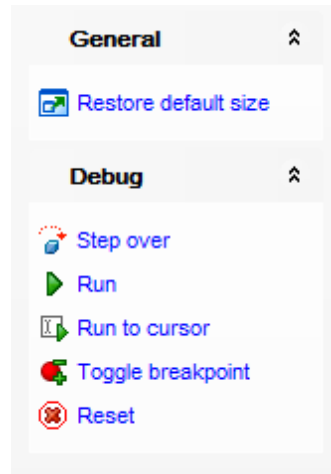 General
Restore default size
Debug
Step over
Run
Run to cursor
Toggle breakpoint
Reset